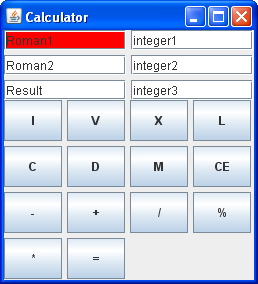 Calculator
Roman1 integer1
Roman2 integer2
Result integer3
I V X L
C D M CE
- + / %
* =